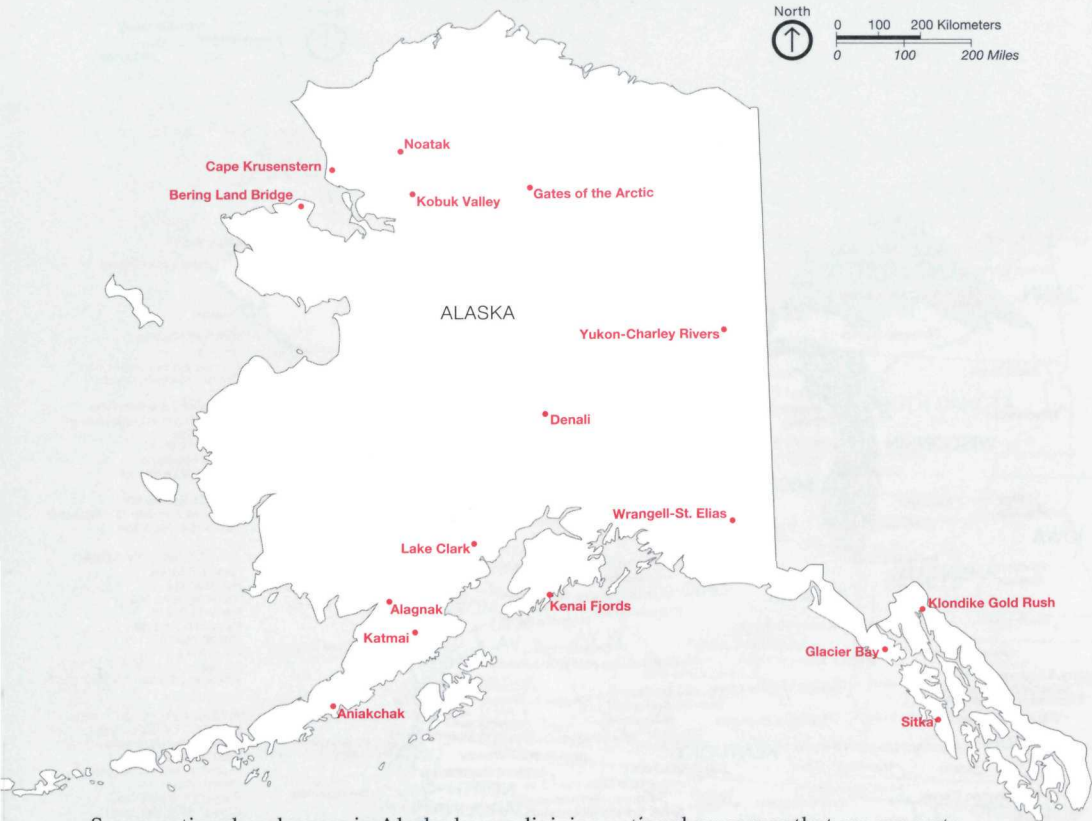 North
0 100 200 Kilometers
0 100 200 Miles
Noatak
Cape Krusenstern
Bering Land Bridge
Kobuk Valley
Gates of the Arctic
ALASKA
Yukon-Charley Rivers
Denali
Wrangell-St. Elias
Lake Clark
Alagnak
Kenai Fjords
Klondike Gold Rush
Katmai
Glacier Bay
Aniakchak
Sitka